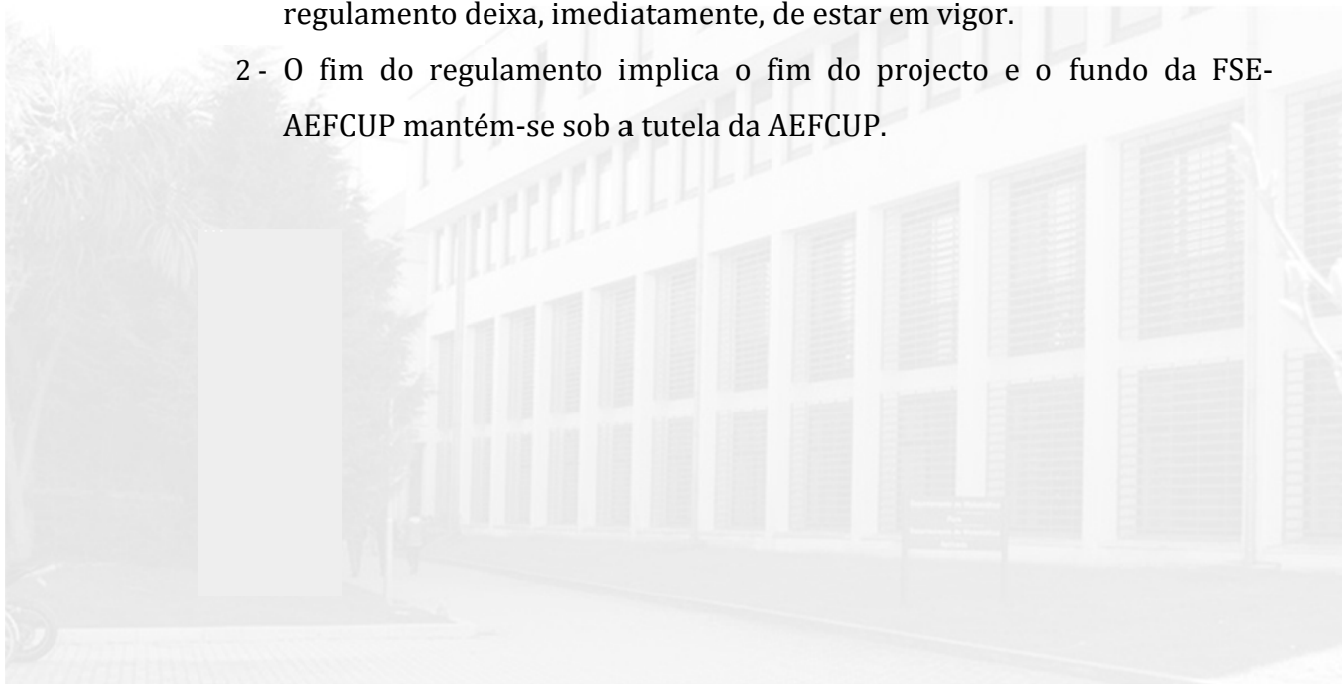 regulamento deixa, imediatamente, de estar em vigor.
2 - O fim do regulamento implica o fim do projecto e o fundo da FSE-
AEFCUP mantém-se sob a tutela da AEFCUP.